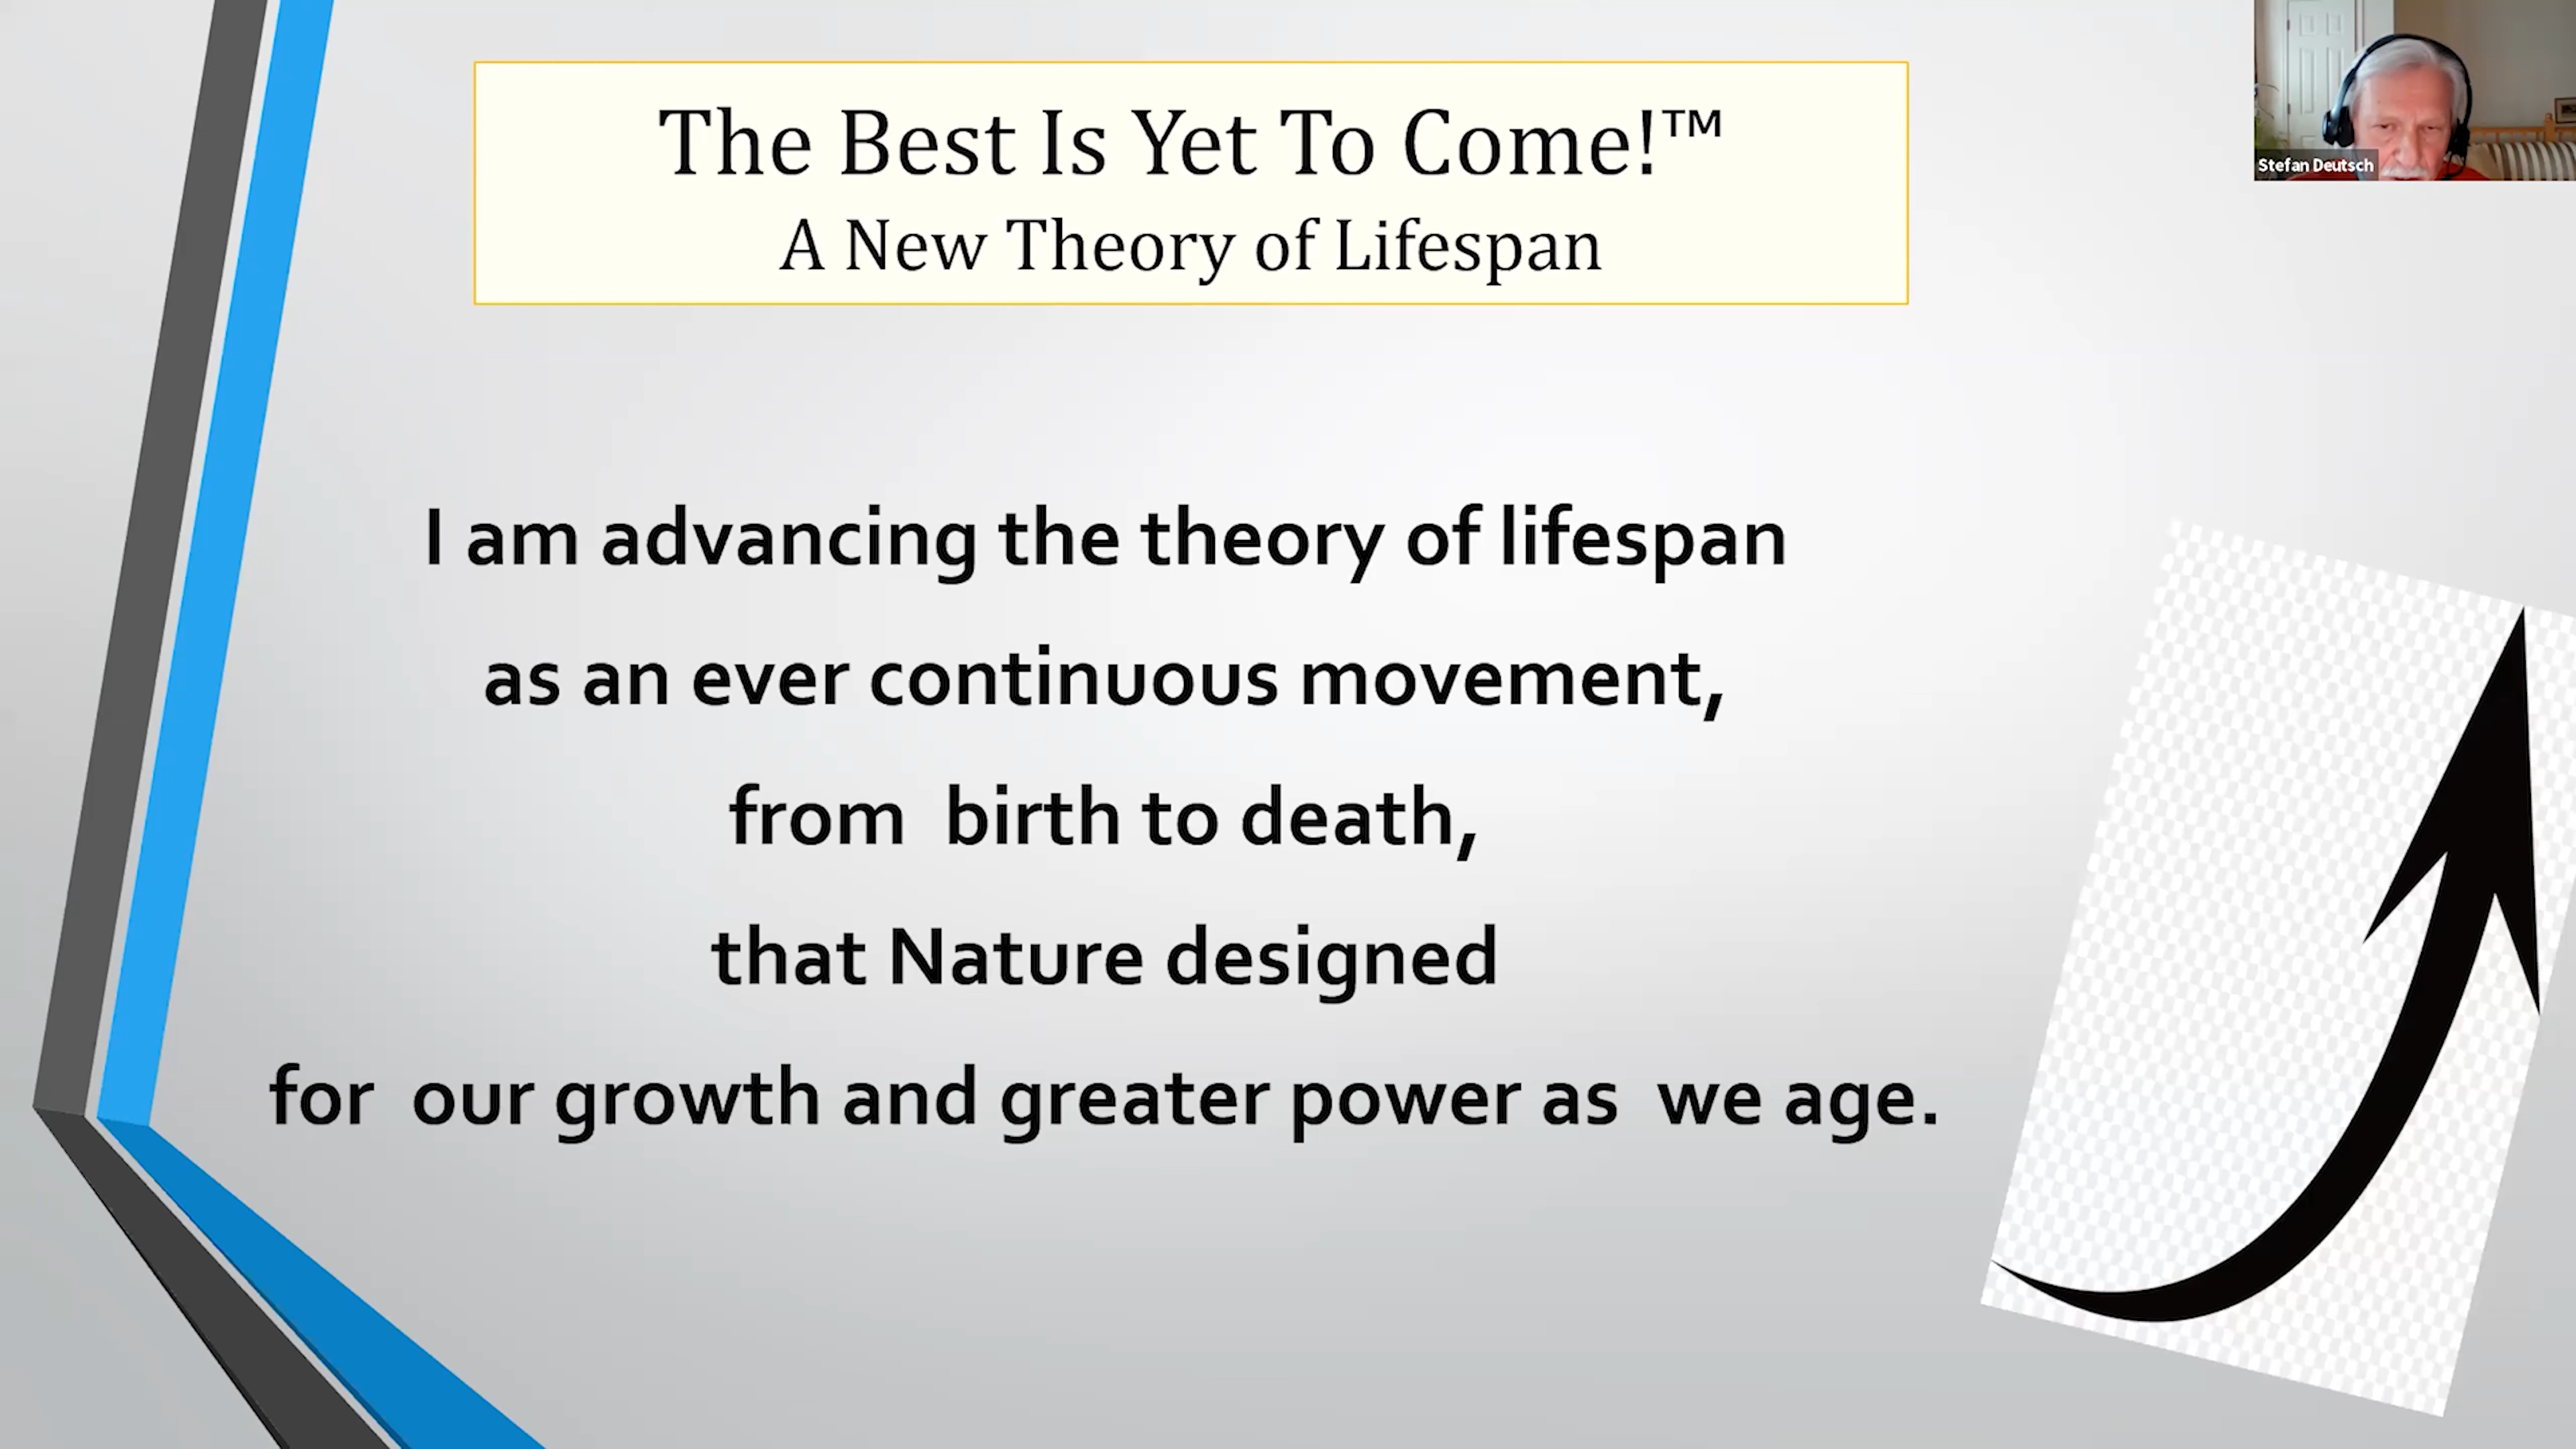 The Best Is Yet To Come!™
A New Theory of Lifespan
Stefan Deutsch
I am advancing the theory of lifespan
as an ever continuous movement,
from birth to death,
that Nature designed
for our growth and greater power as we age.